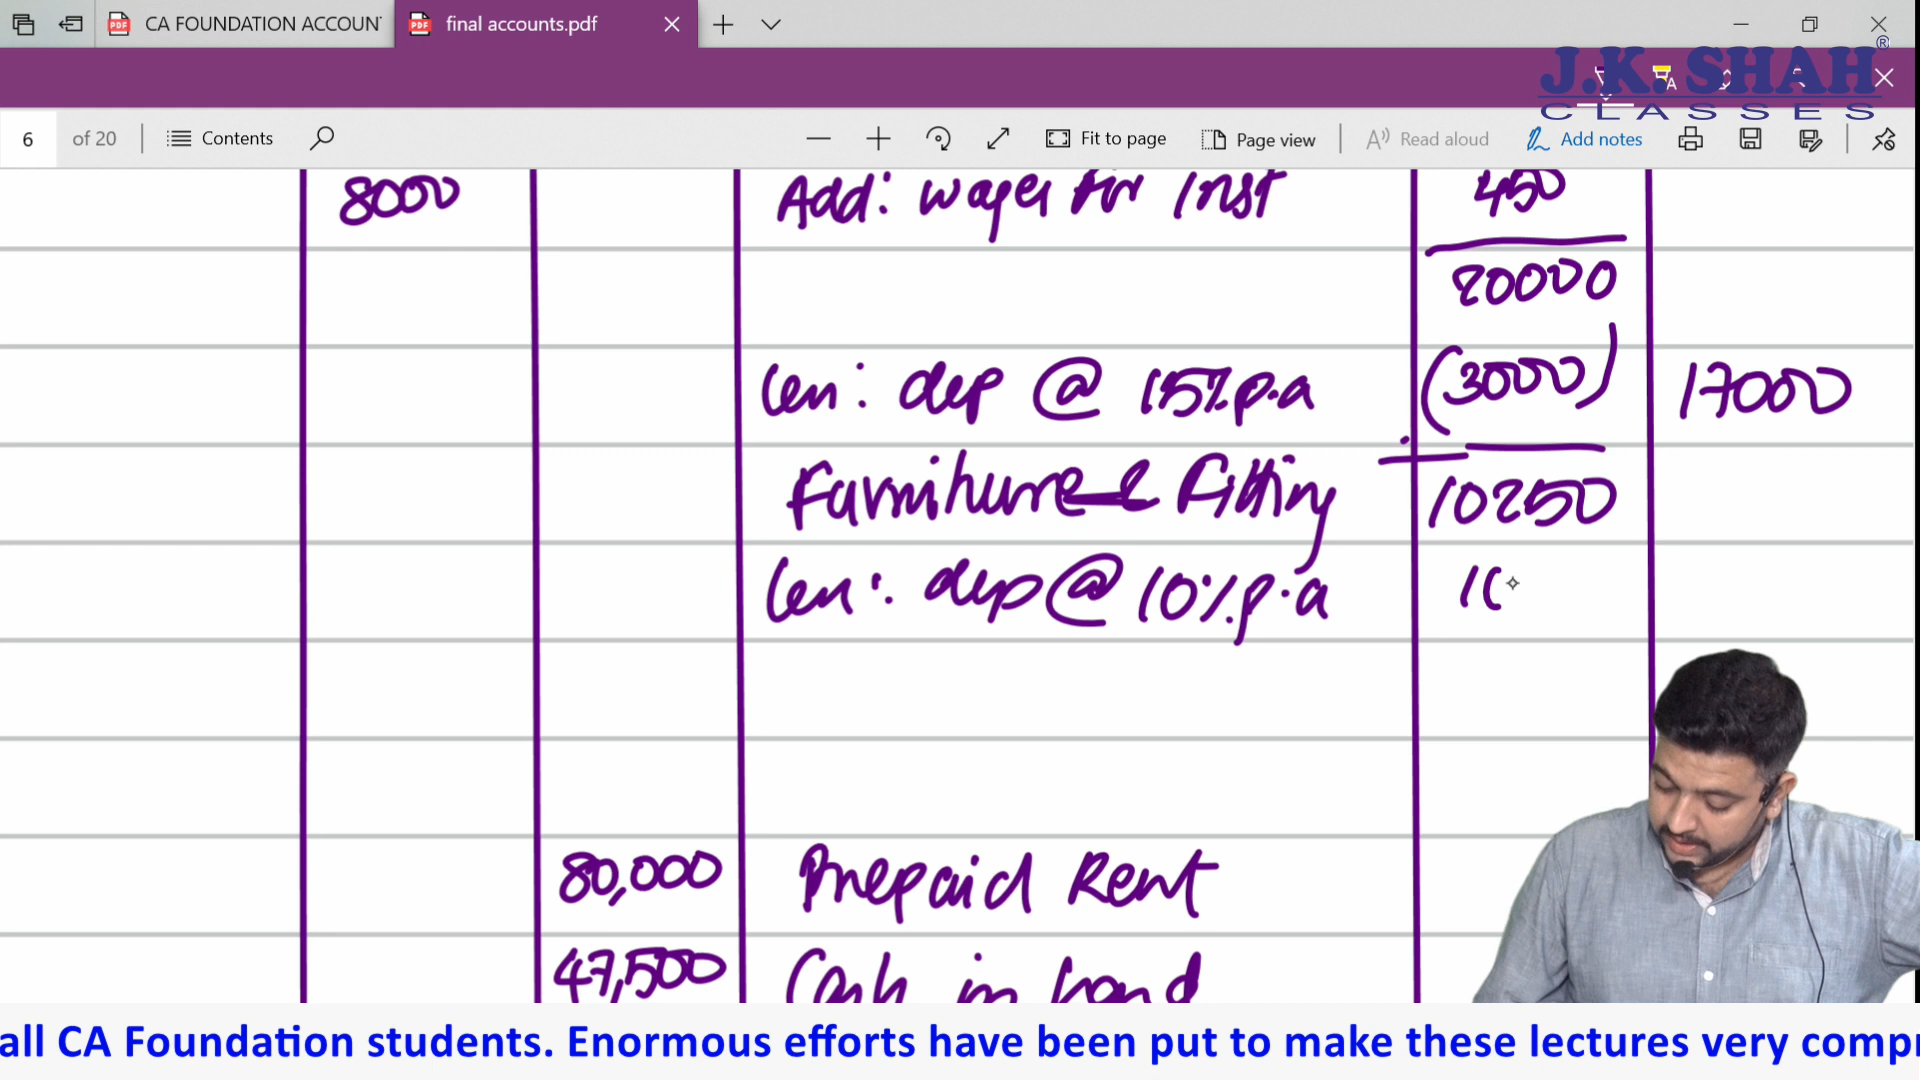 CA FOUNDATION ACCOUNT
final accounts.pdf
J.K. SHAH ®
CLASSES
6 of 20
Contents
Fit to page
Page view
Read aloud
Add notes
8000 Add: wages for inst 450
20000
Less: dep @ 15% p.a (3000) 17000
Furniture & Fitting 10250
Less: dep @ 10% p.a
80,000 Prepaid Rent
47,500 Cash in hand
all CA Foundation students. Enormous efforts have been put to make these lectures very comp